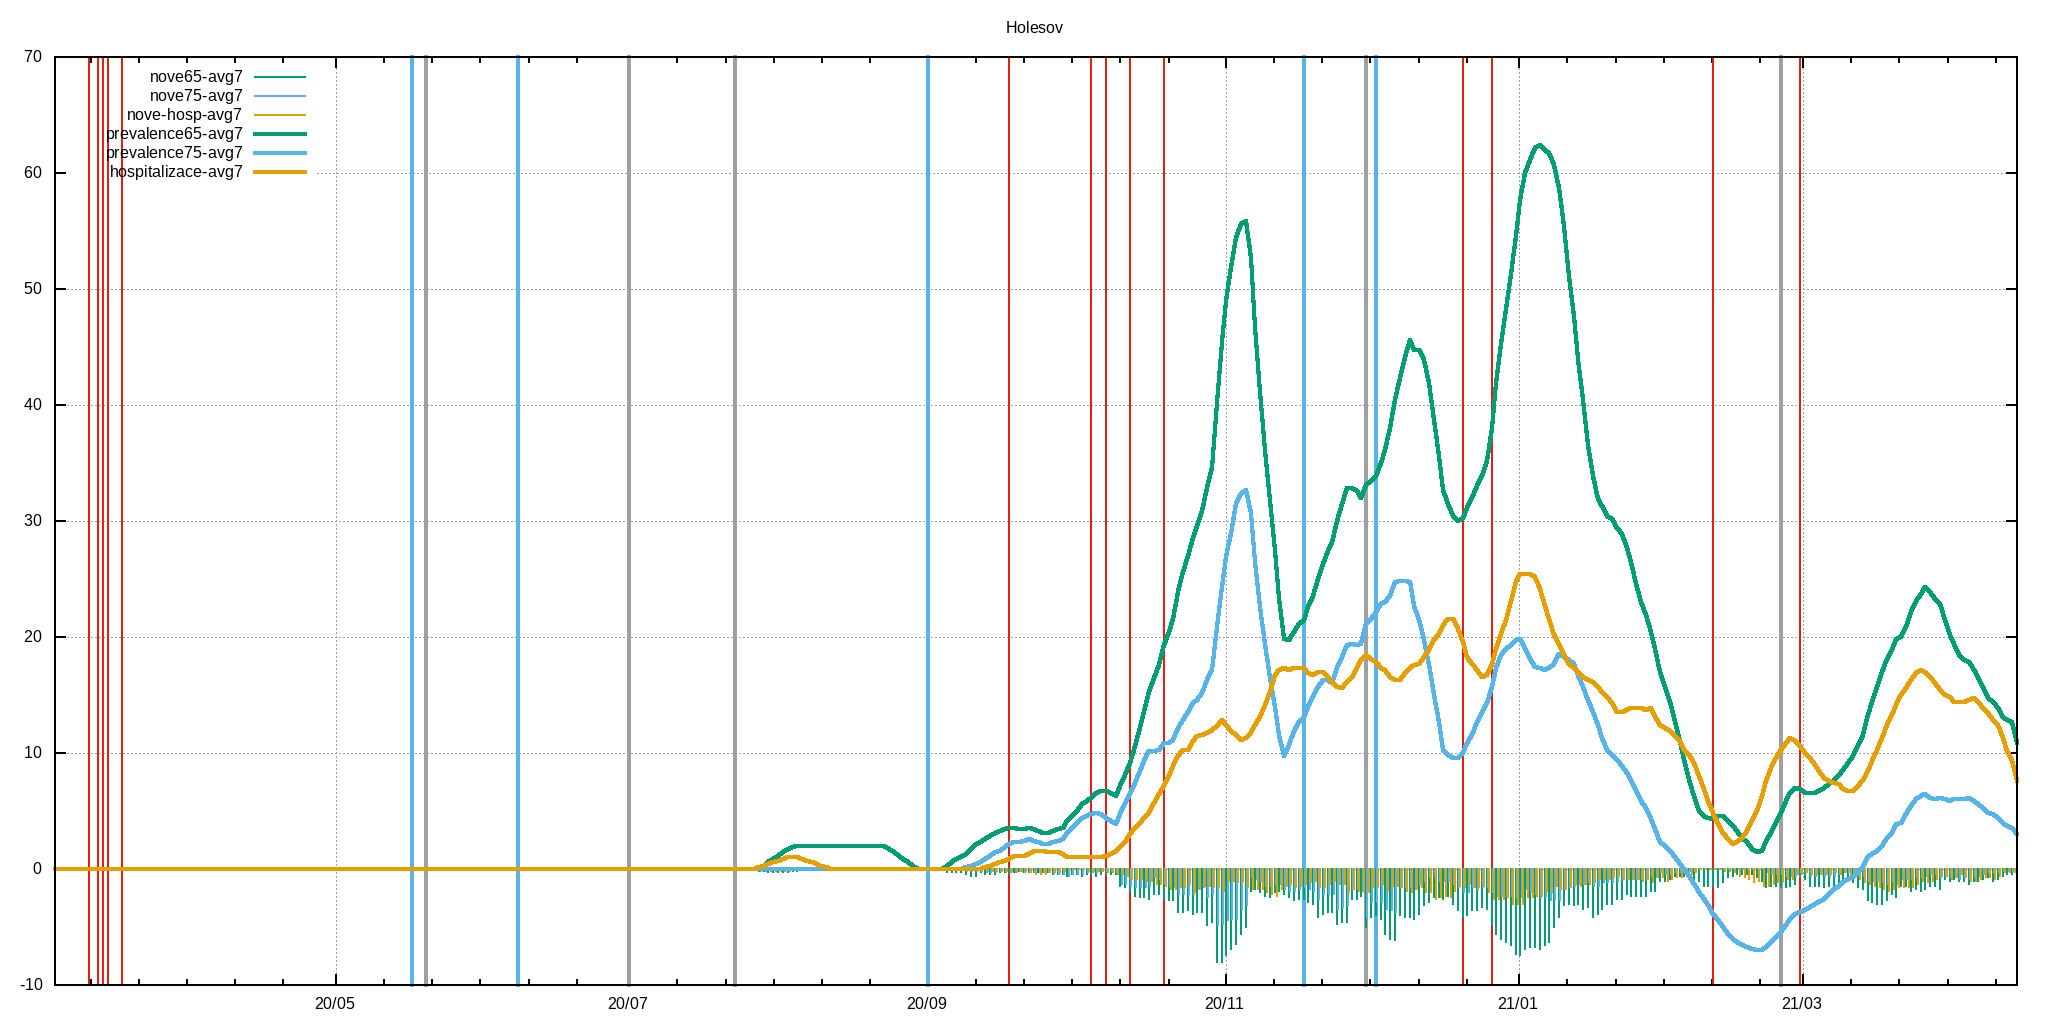 Holesov
70
60
50
40
30
20
10
0
-10
nove65-avg7
nove75-avg7
nove-hosp-avg7
prevalence65-avg7
prevalence75-avg7
hospitalizace-avg7
20/05 20/07 20/09 20/11 21/01 21/03